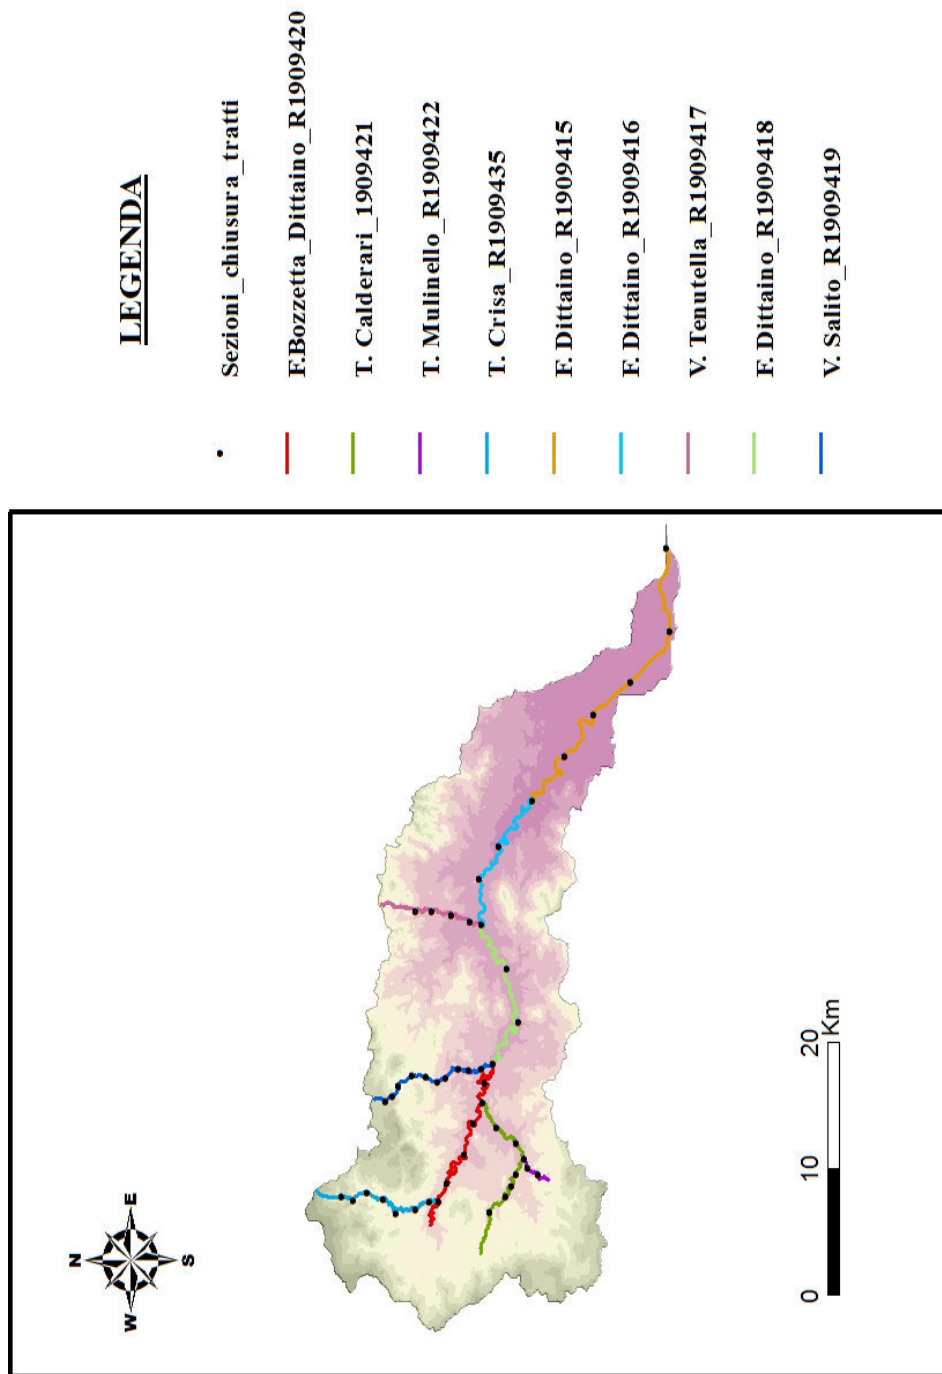 LEGENDA
Sezioni_chiusura_tratti
F.Bozzetta_Dittaino_R1909420
T. Calderari_1909421
T. Mulinello_R1909422
T. Crisa_R1909435
F. Dittaino_R1909415
F. Dittaino_R1909416
V. Tenutella_R1909417
F. Dittaino_R1909418
V. Salito_R1909419
N
W E
S
0 10 20
Km